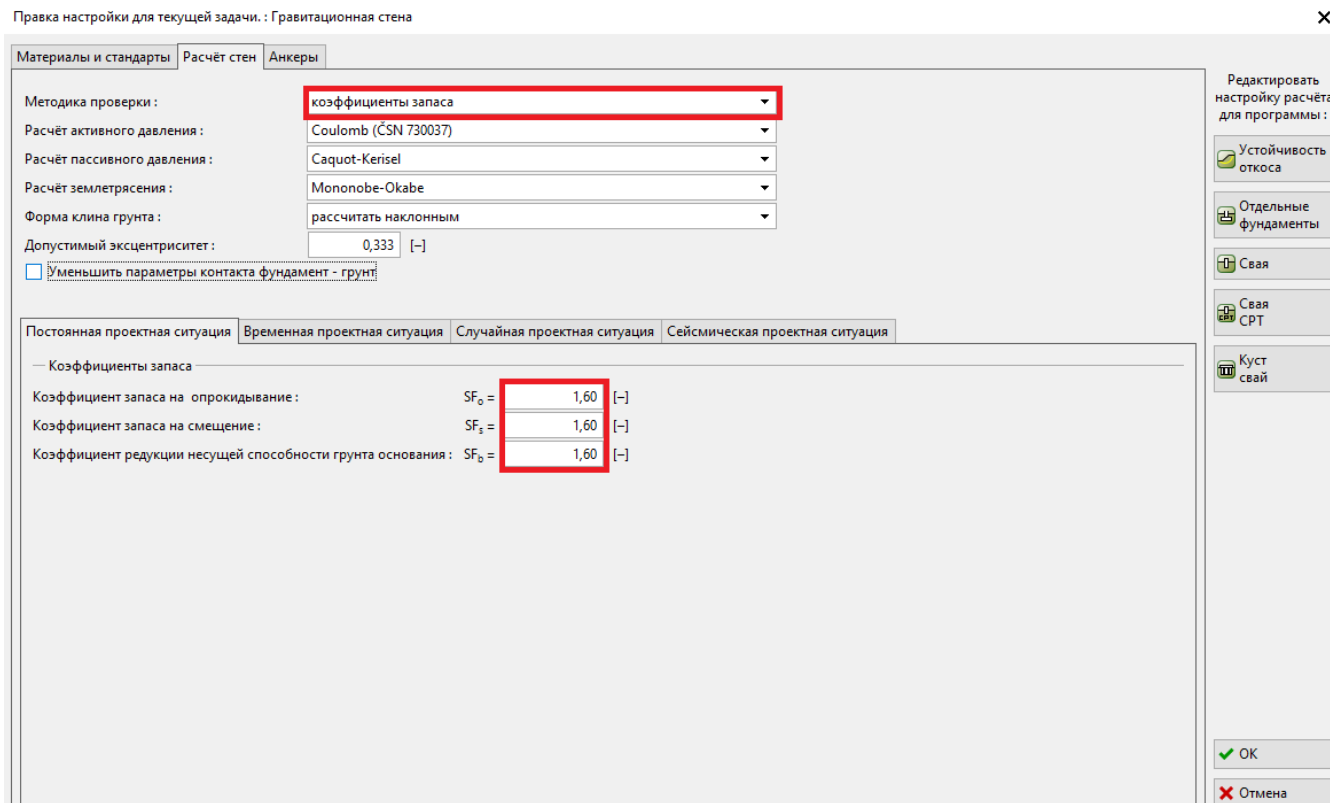 Правка настройки для текущей задачи. : Гравитационная стена
Материалы и стандарты Расчёт стен Анкеры
Методика проверки : коэффициенты запаса
Расчёт активного давления : Coulomb (ČSN 730037)
Расчёт пассивного давления : Caquot-Kerisel
Расчёт землетрясения : Mononobe-Okabe
Форма клина грунта : рассчитать наклонным
Допустимый эксцентриситет : 0,333 [–]
Уменьшить параметры контакта фундамент - грунт
Постоянная проектная ситуация Временная проектная ситуация Случайная проектная ситуация Сейсмическая проектная ситуация
Коэффициенты запаса
Коэффициент запаса на опрокидывание : SFo = 1,60 [–]
Коэффициент запаса на смещение : SFs = 1,60 [–]
Коэффициент редукции несущей способности грунта основания : SFb = 1,60 [–]
Редактировать
настройку расчёта
для программы :
Устойчивость
откоса
Отдельные
фундаменты
Свая
Свая
CPT
Куст
свай
OK
Отмена